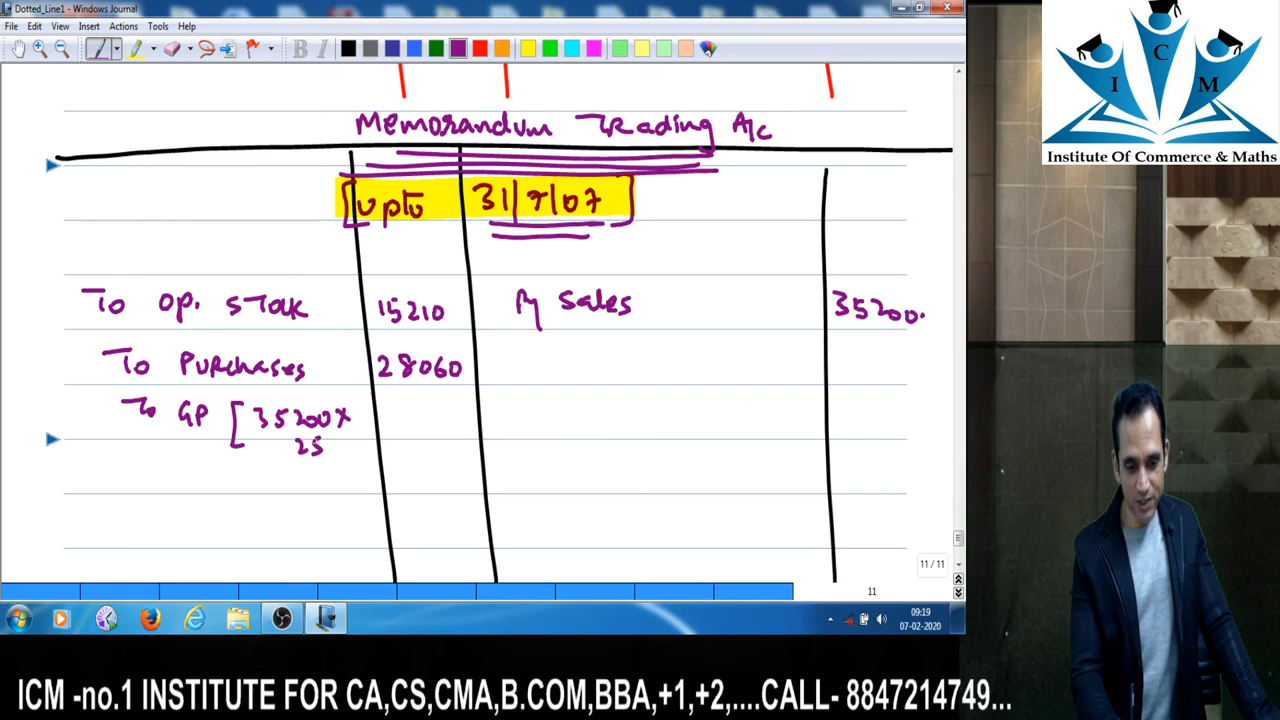 Dotted_Line1 - Windows Journal
File Edit View Insert Actions Tools Help
B I
Memorandum Trading A/c
[upto 31/7/07]
To Op. Stock 15210 By Sales 35200.
To Purchases 28060
To GP [35200x
25
11 / 11
11
09:19
07-02-2020
I C M
Institute Of Commerce & Maths
ICM -no.1 INSTITUTE FOR CA,CS,CMA,B.COM,BBA,+1,+2,....CALL- 8847214749...